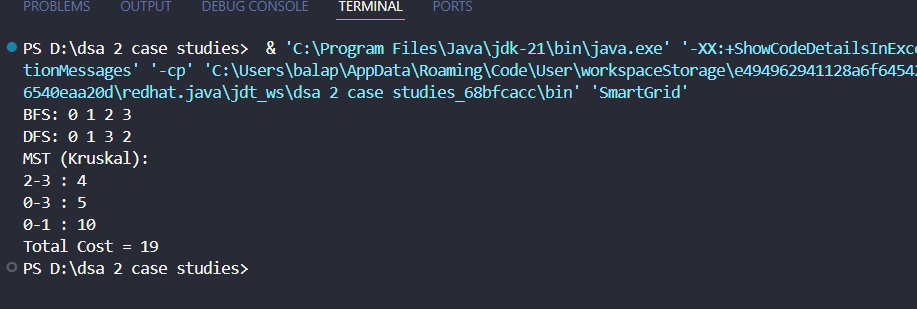 PROBLEMS OUTPUT DEBUG CONSOLE TERMINAL PORTS
PS D:\dsa 2 case studies> & 'C:\Program Files\Java\jdk-21\bin\java.exe' '-XX:+ShowCodeDetailsInExce
tionMessages' '-cp' 'C:\Users\balap\AppData\Roaming\Code\User\workspaceStorage\e494962941128a6f64542
6540eaa20d\redhat.java\jdt_ws\dsa 2 case studies_68bfcacc\bin' 'SmartGrid'
BFS: 0 1 2 3
DFS: 0 1 3 2
MST (Kruskal):
2-3 : 4
0-3 : 5
0-1 : 10
Total Cost = 19
PS D:\dsa 2 case studies>